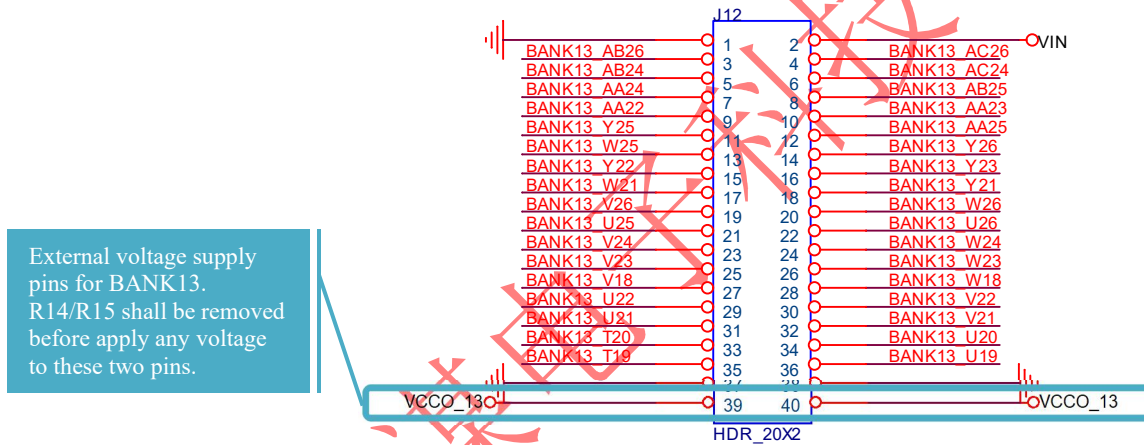 J12
1 2 VIN
BANK13_AB26 3 4 BANK13_AC26
BANK13_AB24 5 6 BANK13_AC24
BANK13_AA24 7 8 BANK13_AB25
BANK13_AA22 9 10 BANK13_AA23
BANK13_Y25 11 12 BANK13_AA25
BANK13_W25 13 14 BANK13_Y26
BANK13_Y22 15 16 BANK13_Y23
BANK13_W21 17 18 BANK13_Y21
BANK13_V26 19 20 BANK13_W26
BANK13_U25 21 22 BANK13_U26
BANK13_V24 23 24 BANK13_W24
BANK13_V23 25 26 BANK13_W23
BANK13_V18 27 28 BANK13_W18
BANK13_U22 29 30 BANK13_V22
BANK13_U21 31 32 BANK13_V21
BANK13_T20 33 34 BANK13_U20
BANK13_T19 35 36 BANK13_U19
37 38
VCCO_13 39 40 VCCO_13
HDR_20X2
External voltage supply
pins for BANK13.
R14/R15 shall be removed
before apply any voltage
to these two pins.